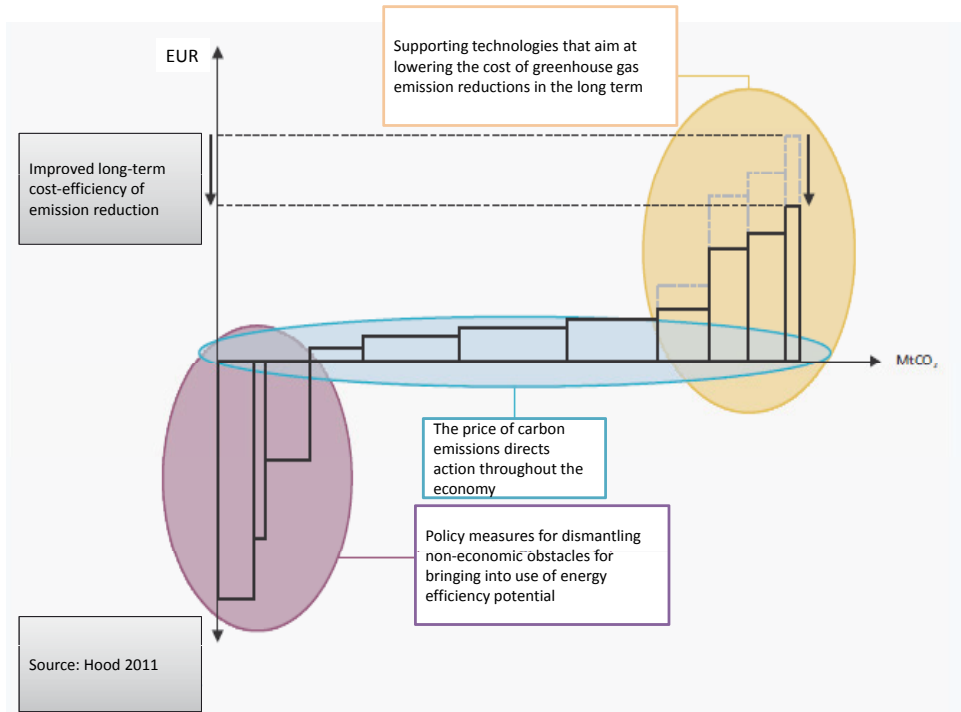 Supporting technologies that aim at
lowering the cost of greenhouse gas
emission reductions in the long term
EUR
Improved long-term
cost-efficiency of
emission reduction
MtCO₂
The price of carbon
emissions directs
action throughout the
economy
Policy measures for dismantling
non-economic obstacles for
bringing into use of energy
efficiency potential
Source: Hood 2011